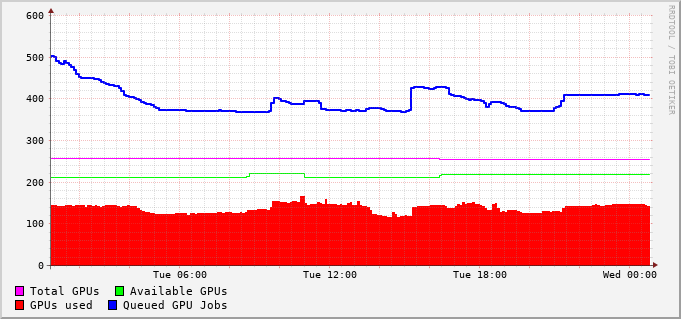 600
500
400
300
200
100
0
Tue 06:00 Tue 12:00 Tue 18:00 Wed 00:00
Total GPUs Available GPUs
GPUs used Queued GPU Jobs
RRDTOOL / TOBI OETIKER